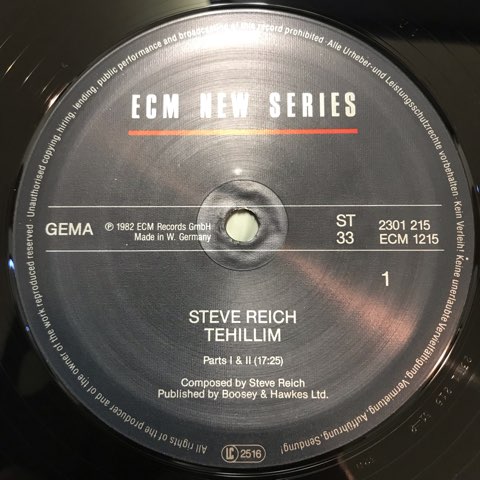 ECM NEW SERIES
GEMA
℗ 1982 ECM Records GmbH
Made in W. Germany
ST
33
2301 215
ECM 1215
1
STEVE REICH
TEHILLIM
Parts I & II (17:25)
Composed by Steve Reich
Published by Boosey & Hawkes Ltd.
LC 2516
All rights of the producer and of the owner of the work reproduced reserved · Unauthorised copying, hiring, lending, public performance and broadcasting of this record prohibited · Alle Urheber-und Leistungsschutzrechte vorbehalten · Kein Verleih! Keine unerlaubte Vervielfältigung, Vermietung, Aufführung, Sendung!